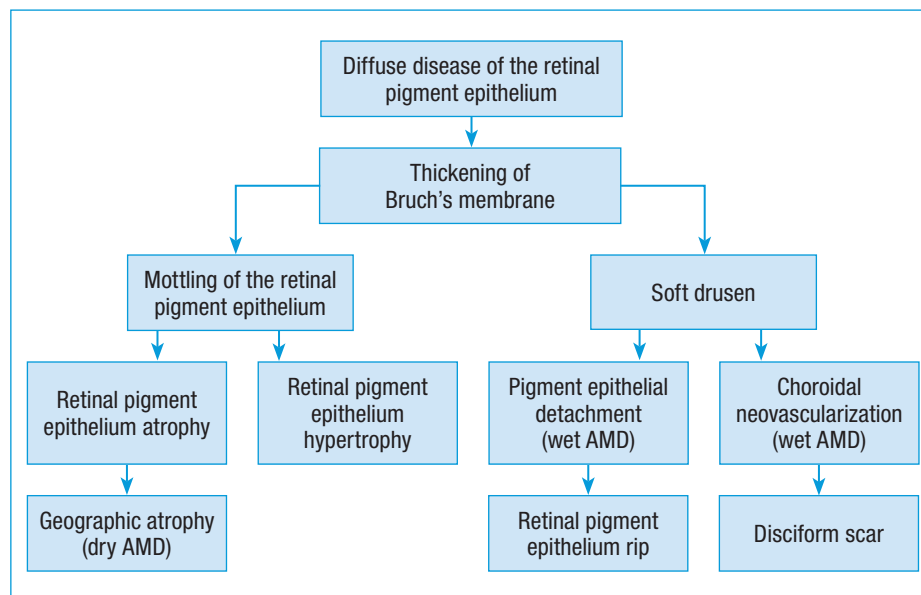 Diffuse disease of the retinal
pigment epithelium
Thickening of
Bruch’s membrane
Mottling of the retinal
pigment epithelium
Soft drusen
Retinal pigment
epithelium atrophy
Retinal pigment
epithelium
hypertrophy
Pigment epithelial
detachment
(wet AMD)
Choroidal
neovascularization
(wet AMD)
Geographic atrophy
(dry AMD)
Retinal pigment
epithelium rip
Disciform scar